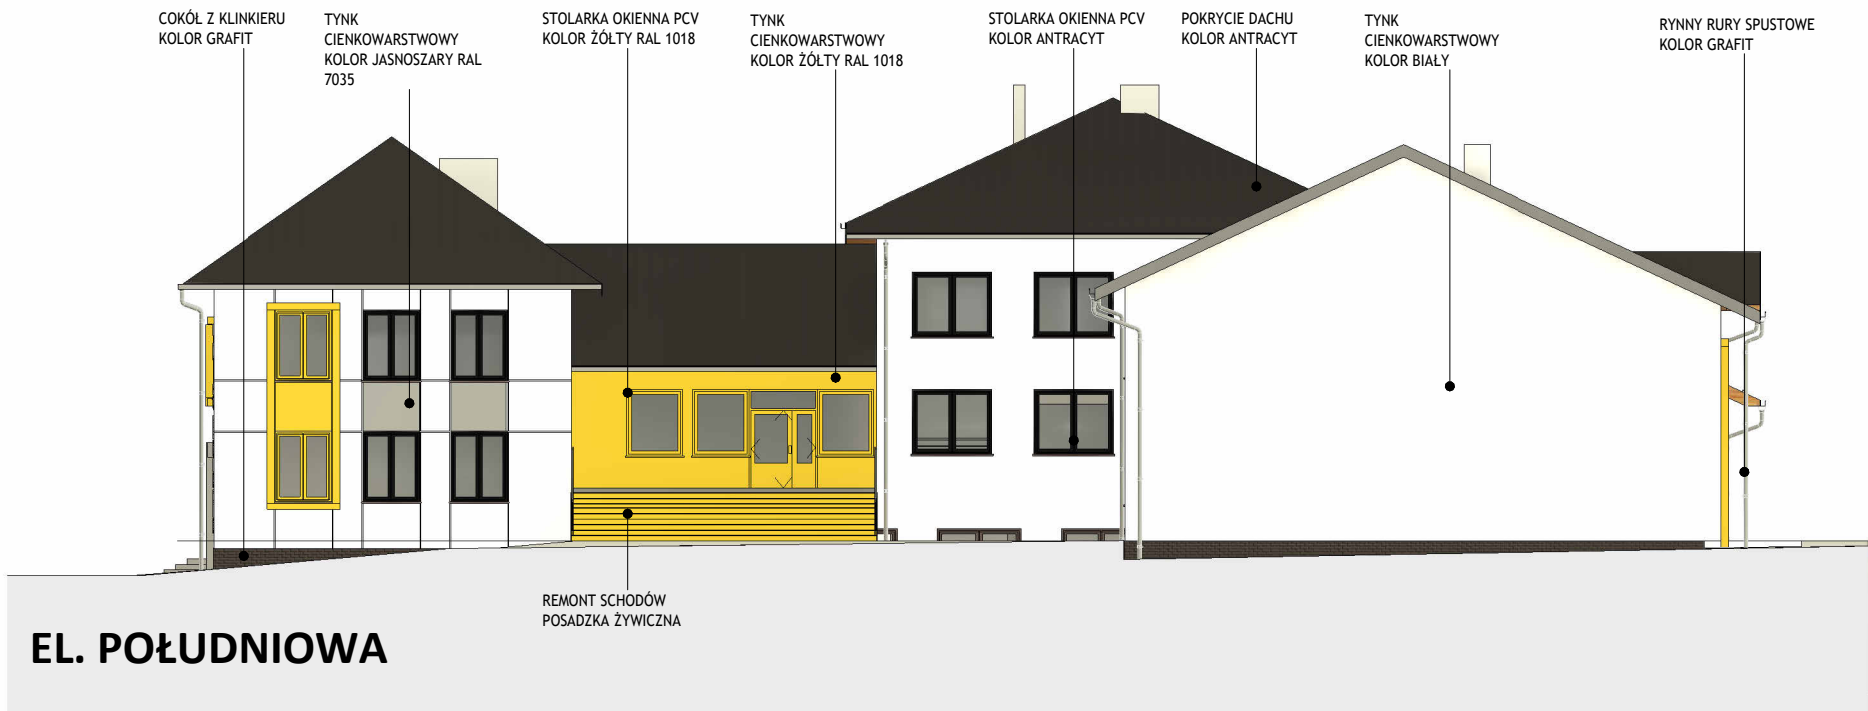 COKÓŁ Z KLINKIERU
KOLOR GRAFIT
TYNK
CIENKOWARSTWOWY
KOLOR JASNOSZARY RAL
7035
STOLARKA OKIENNA PCV
KOLOR ŻÓŁTY RAL 1018
TYNK
CIENKOWARSTWOWY
KOLOR ŻÓŁTY RAL 1018
STOLARKA OKIENNA PCV
KOLOR ANTRACYT
POKRYCIE DACHU
KOLOR ANTRACYT
TYNK
CIENKOWARSTWOWY
KOLOR BIAŁY
RYNNY RURY SPUSTOWE
KOLOR GRAFIT
REMONT SCHODÓW
POSADZKA ŻYWICZNA
EL. POŁUDNIOWA